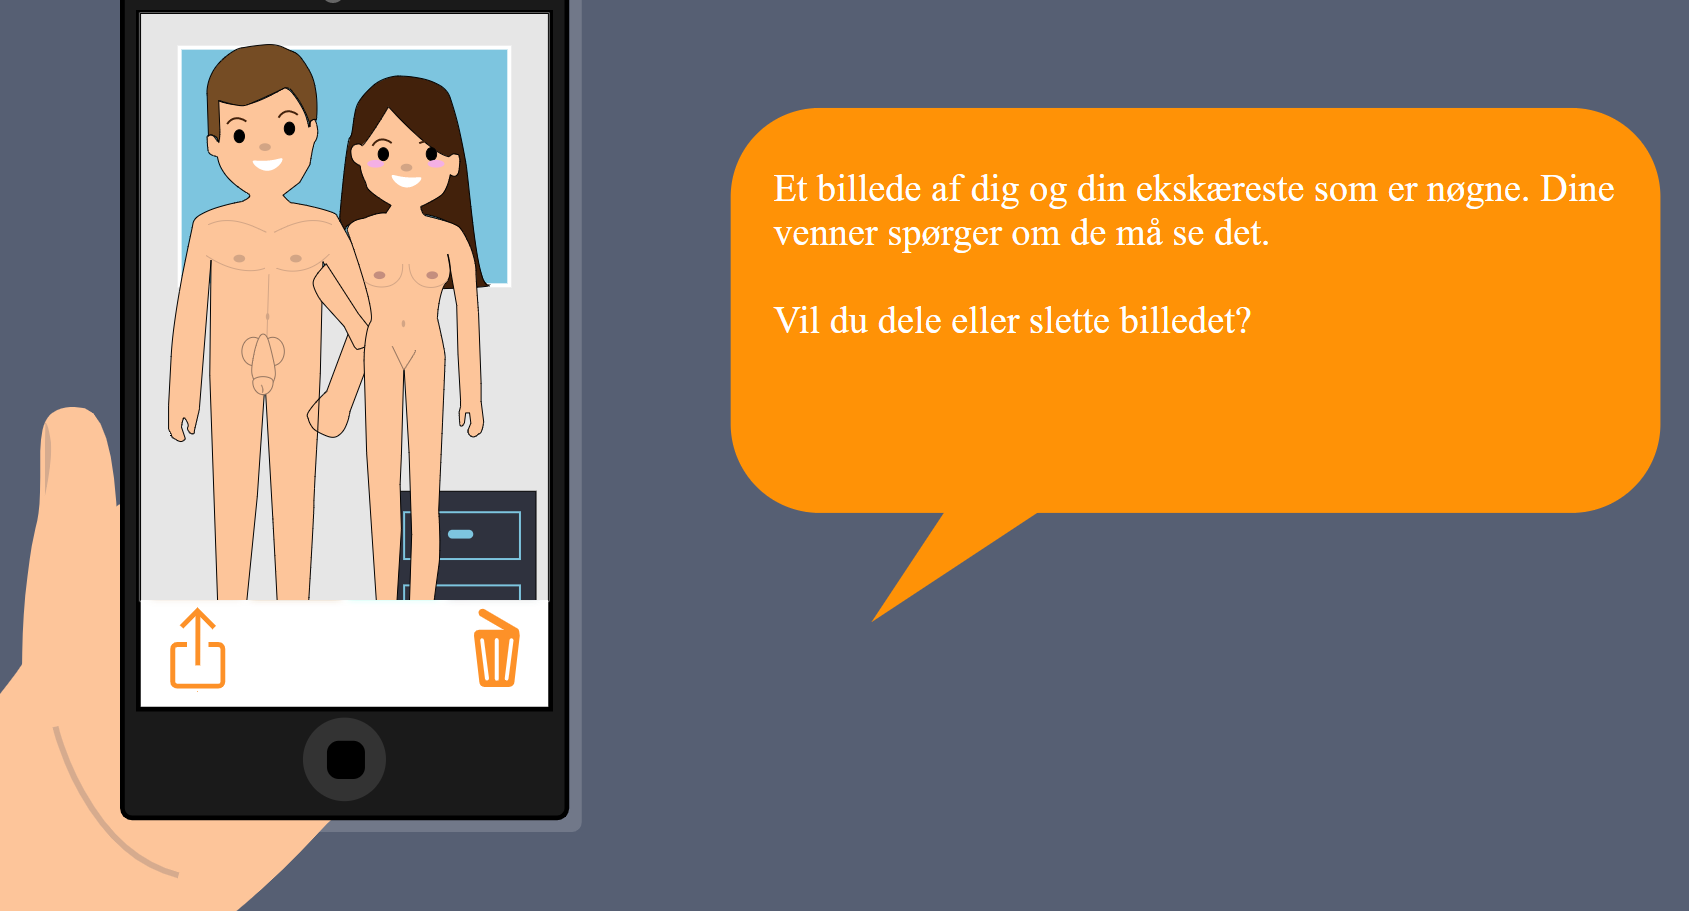 Et billede af dig og din ekskæreste som er nøgne. Dine
venner spørger om de må se det.
Vil du dele eller slette billedet?